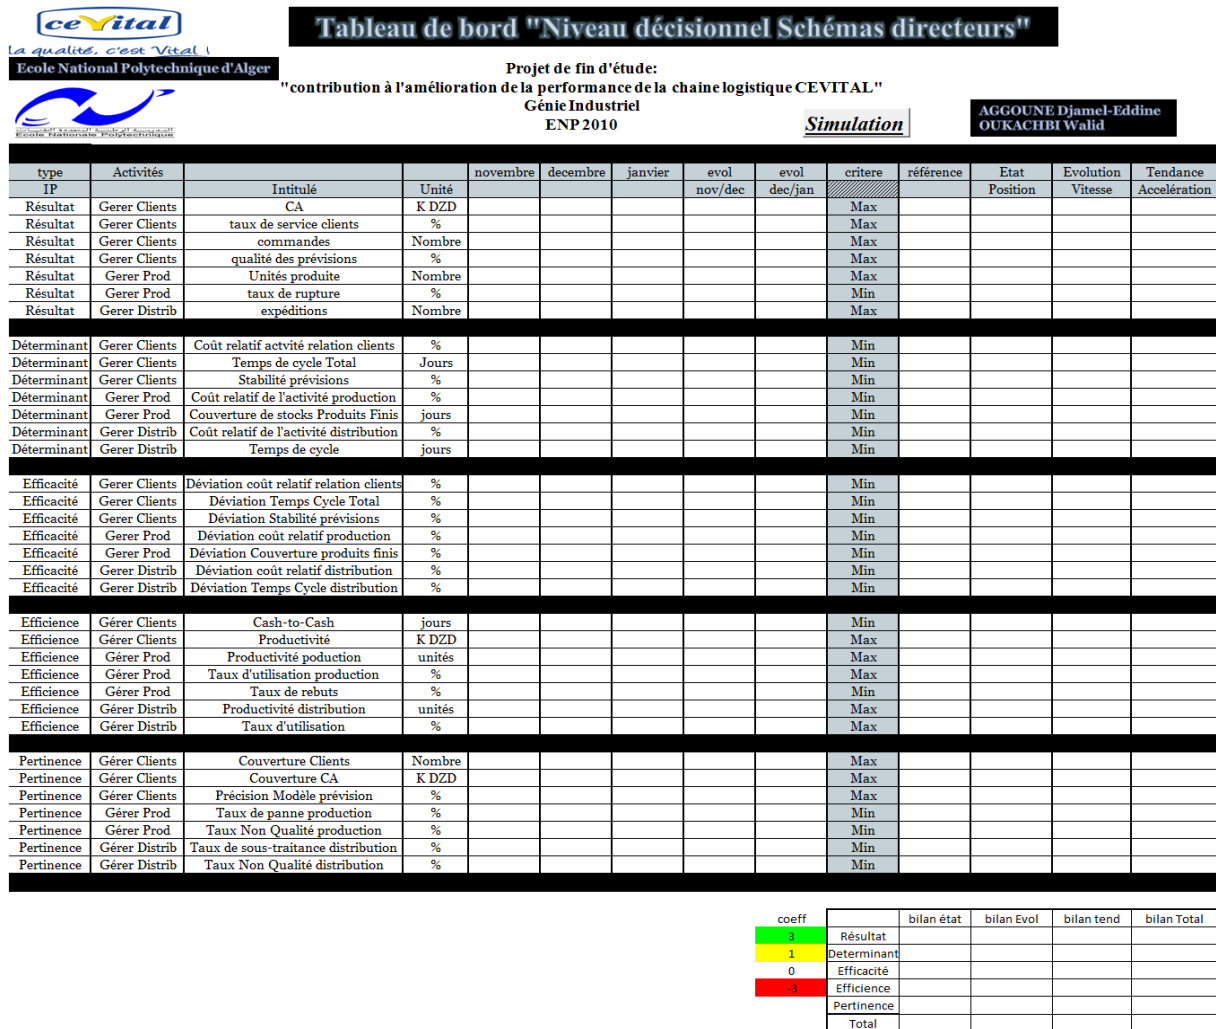 cevital
la qualité, c'est Vital !
Tableau de bord "Niveau décisionnel Schémas directeurs"
Ecole National Polytechnique d'Alger
Projet de fin d'étude:
"contribution à l'amélioration de la performance de la chaine logistique CEVITAL"
Génie Industriel
ENP 2010
Ecole Nationale Polytechnique
Simulation
AGGOUNE Djamel-Eddine
OUKACHBI Walid
type Activités novembre decembre janvier evol evol critere référence Etat Evolution Tendance
IP Intitulé Unité nov/dec dec/jan Position Vitesse Accelération
Résultat Gerer Clients CA K DZD Max
Résultat Gerer Clients taux de service clients % Max
Résultat Gerer Clients commandes Nombre Max
Résultat Gerer Clients qualité des prévisions % Max
Résultat Gerer Prod Unités produite Nombre Max
Résultat Gerer Prod taux de rupture % Min
Résultat Gerer Distrib expéditions Nombre Max
Déterminant Gerer Clients Coût relatif actvité relation clients % Min
Déterminant Gerer Clients Temps de cycle Total Jours Min
Déterminant Gerer Clients Stabilité prévisions % Min
Déterminant Gerer Prod Coût relatif de l'activité production % Min
Déterminant Gerer Prod Couverture de stocks Produits Finis jours Min
Déterminant Gerer Distrib Coût relatif de l'activité distribution % Min
Déterminant Gerer Distrib Temps de cycle jours Min
Efficacité Gerer Clients Déviation coût relatif relation clients % Min
Efficacité Gerer Clients Déviation Temps Cycle Total % Min
Efficacité Gerer Clients Déviation Stabilité prévisions % Min
Efficacité Gerer Prod Déviation coût relatif production % Min
Efficacité Gerer Prod Déviation Couverture produits finis % Min
Efficacité Gerer Distrib Déviation coût relatif distribution % Min
Efficacité Gerer Distrib Déviation Temps Cycle distribution % Min
Efficience Gérer Clients Cash-to-Cash jours Min
Efficience Gérer Clients Productivité K DZD Max
Efficience Gérer Prod Productivité poduction unités Max
Efficience Gérer Prod Taux d'utilisation production % Max
Efficience Gérer Prod Taux de rebuts % Min
Efficience Gérer Distrib Productivité distribution unités Max
Efficience Gérer Distrib Taux d'utilisation % Max
Pertinence Gérer Clients Couverture Clients Nombre Max
Pertinence Gérer Clients Couverture CA K DZD Max
Pertinence Gérer Clients Précision Modèle prévision % Max
Pertinence Gérer Prod Taux de panne production % Min
Pertinence Gérer Prod Taux Non Qualité production % Min
Pertinence Gérer Distrib Taux de sous-traitance distribution % Min
Pertinence Gérer Distrib Taux Non Qualité distribution % Min
coeff bilan état bilan Evol bilan tend bilan Total
3 Résultat
1 Determinant
0 Efficacité
-3 Efficience
Pertinence
Total